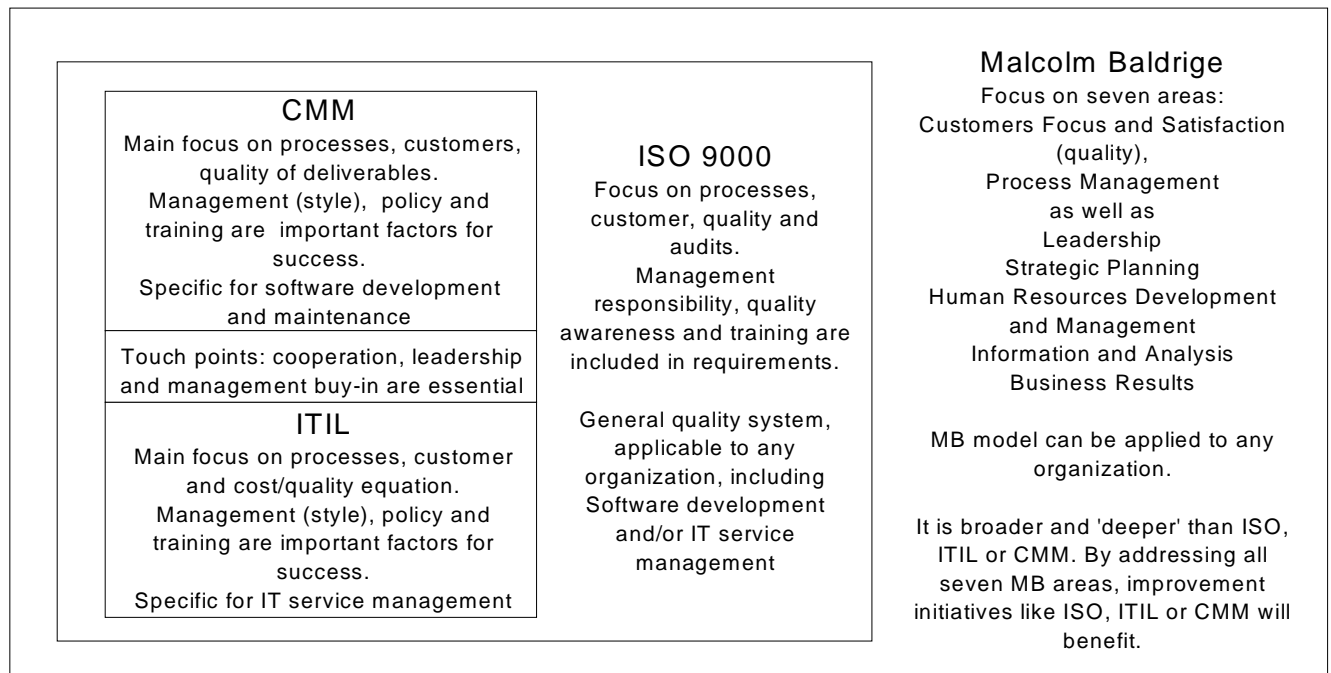 CMM
Main focus on processes, customers,
quality of deliverables.
Management (style), policy and
training are important factors for
success.
Specific for software development
and maintenance
Touch points: cooperation, leadership
and management buy-in are essential
ITIL
Main focus on processes, customer
and cost/quality equation.
Management (style), policy and
training are important factors for
success.
Specific for IT service management
ISO 9000
Focus on processes,
customer, quality and
audits.
Management
responsibility, quality
awareness and training are
included in requirements.
General quality system,
applicable to any
organization, including
Software development
and/or IT service
management
Malcolm Baldrige
Focus on seven areas:
Customers Focus and Satisfaction
(quality),
Process Management
as well as
Leadership
Strategic Planning
Human Resources Development
and Management
Information and Analysis
Business Results
MB model can be applied to any
organization.
It is broader and 'deeper' than ISO,
ITIL or CMM. By addressing all
seven MB areas, improvement
initiatives like ISO, ITIL or CMM will
benefit.